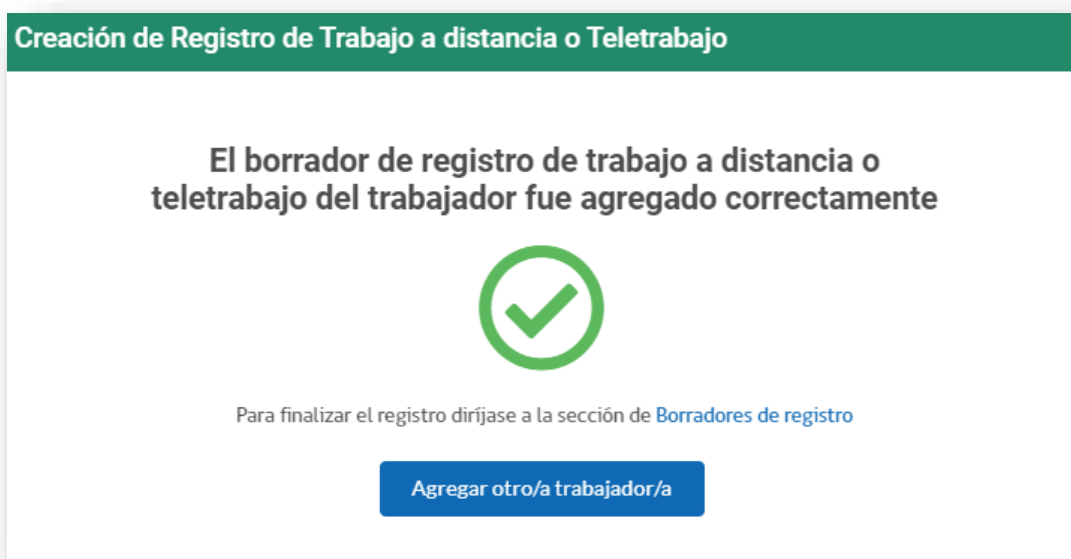 Creación de Registro de Trabajo a distancia o Teletrabajo
El borrador de registro de trabajo a distancia o
teletrabajo del trabajador fue agregado correctamente
Para finalizar el registro diríjase a la sección de Borradores de registro
Agregar otro/a trabajador/a